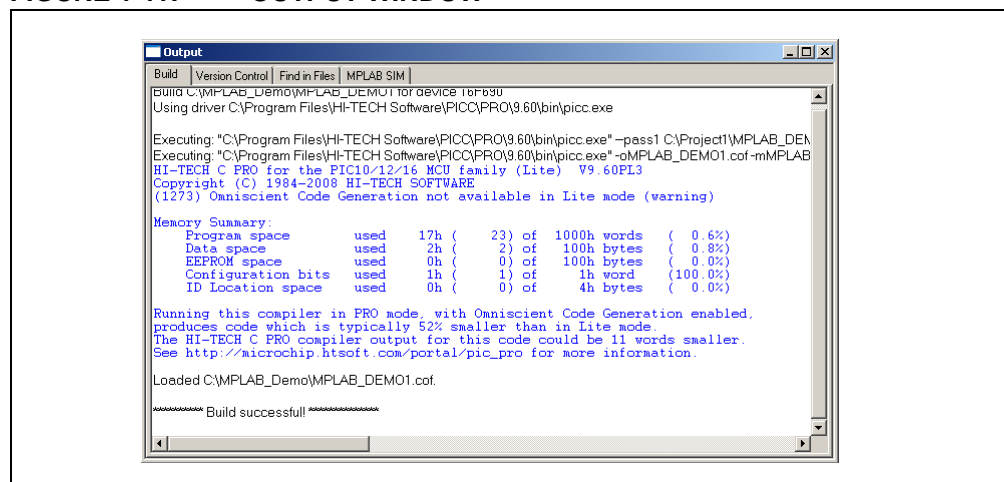 Output
Build Version Control Find in Files MPLAB SIM
Build C:\MPLAB_Demo\MPLAB_DEMO1 for device 16F690
Using driver C:\Program Files\HI-TECH Software\PICC\PRO\9.60\bin\picc.exe
Executing: "C:\Program Files\HI-TECH Software\PICC\PRO\9.60\bin\picc.exe" --pass1 C:\Project1\MPLAB_DEM
Executing: "C:\Program Files\HI-TECH Software\PICC\PRO\9.60\bin\picc.exe" -oMPLAB_DEMO1.cof -mMPLAB
HI-TECH C PRO for the PIC10/12/16 MCU family (Lite) V9.60PL3
Copyright (C) 1984-2008 HI-TECH SOFTWARE
(1273) Omniscient Code Generation not available in Lite mode (warning)
Memory Summary:
Program space used 17h ( 23) of 1000h words ( 0.6%)
Data space used 2h ( 2) of 100h bytes ( 0.8%)
EEPROM space used 0h ( 0) of 100h bytes ( 0.0%)
Configuration bits used 1h ( 1) of 1h word (100.0%)
ID Location space used 0h ( 0) of 4h bytes ( 0.0%)
Running this compiler in PRO mode, with Omniscient Code Generation enabled,
produces code which is typically 52% smaller than in Lite mode.
The HI-TECH C PRO compiler output for this code could be 11 words smaller.
See http://microchip.htsoft.com/portal/pic_pro for more information.
Loaded C:\MPLAB_Demo\MPLAB_DEMO1.cof.
********** Build successful! **********